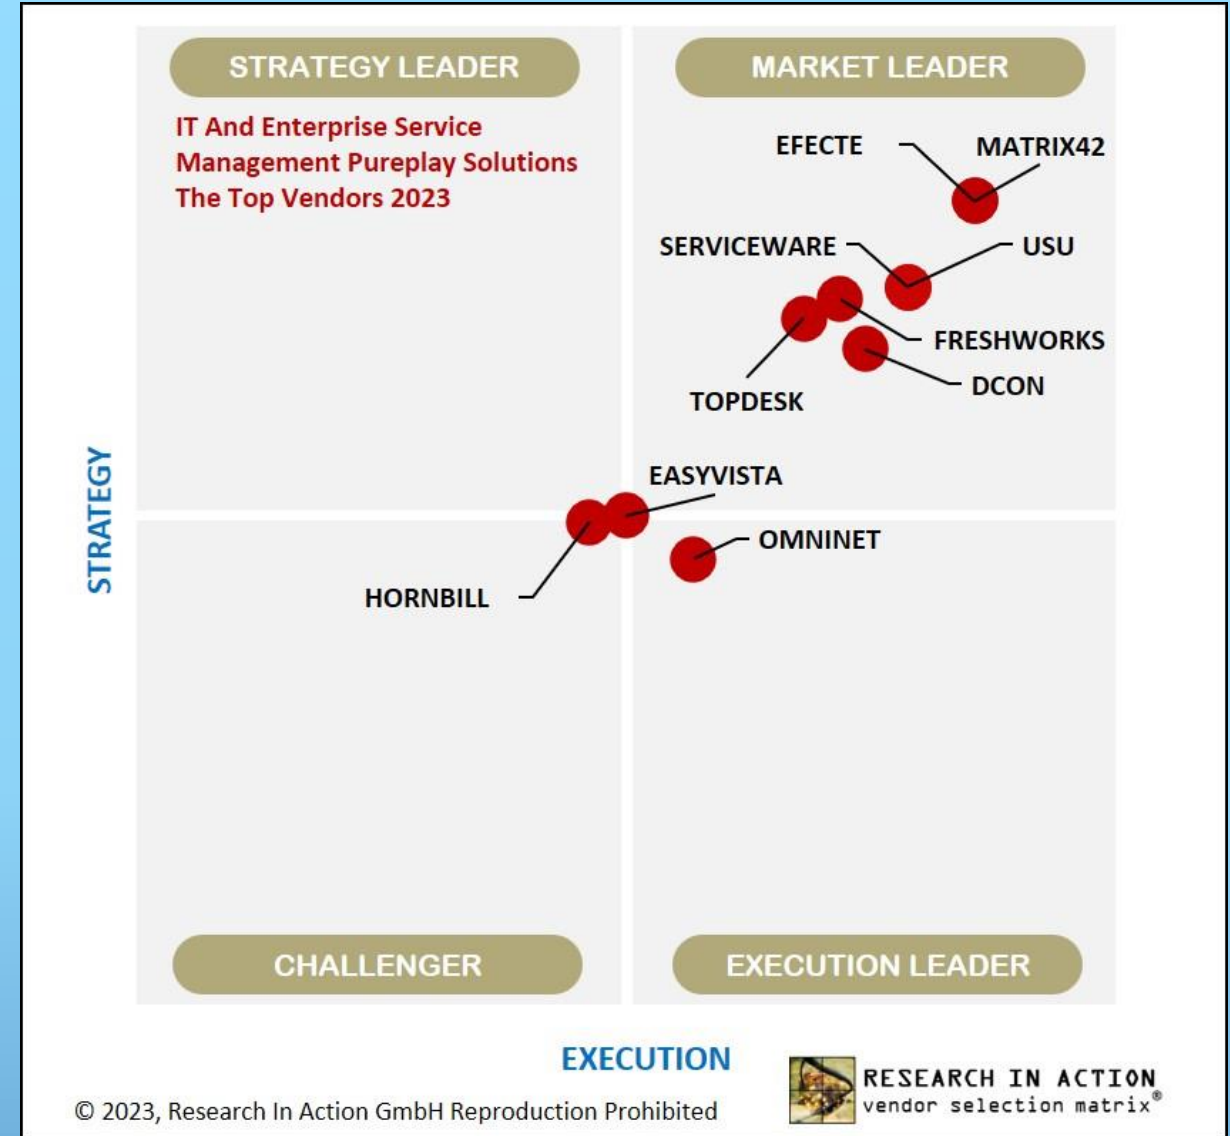 STRATEGY LEADER
MARKET LEADER
IT And Enterprise Service
Management Pureplay Solutions
The Top Vendors 2023
EFECTE
MATRIX42
SERVICEWARE
USU
FRESHWORKS
DCON
TOPDESK
EASYVISTA
OMNINET
HORNBILL
STRATEGY
CHALLENGER
EXECUTION LEADER
EXECUTION
RESEARCH IN ACTION
vendor selection matrix®
© 2023, Research In Action GmbH Reproduction Prohibited